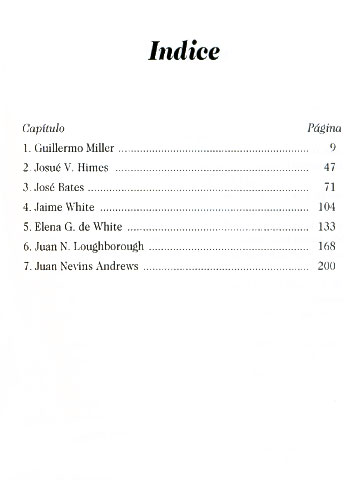 Indice
Capítulo Página
1. Guillermo Miller ........................................ 9
2. Josué V. Himes ........................................ 47
3. José Bates ........................................ 71
4. Jaime White ........................................ 104
5. Elena G. de White ........................................ 133
6. Juan N. Loughborough ........................................ 168
7. Juan Nevins Andrews ........................................ 200